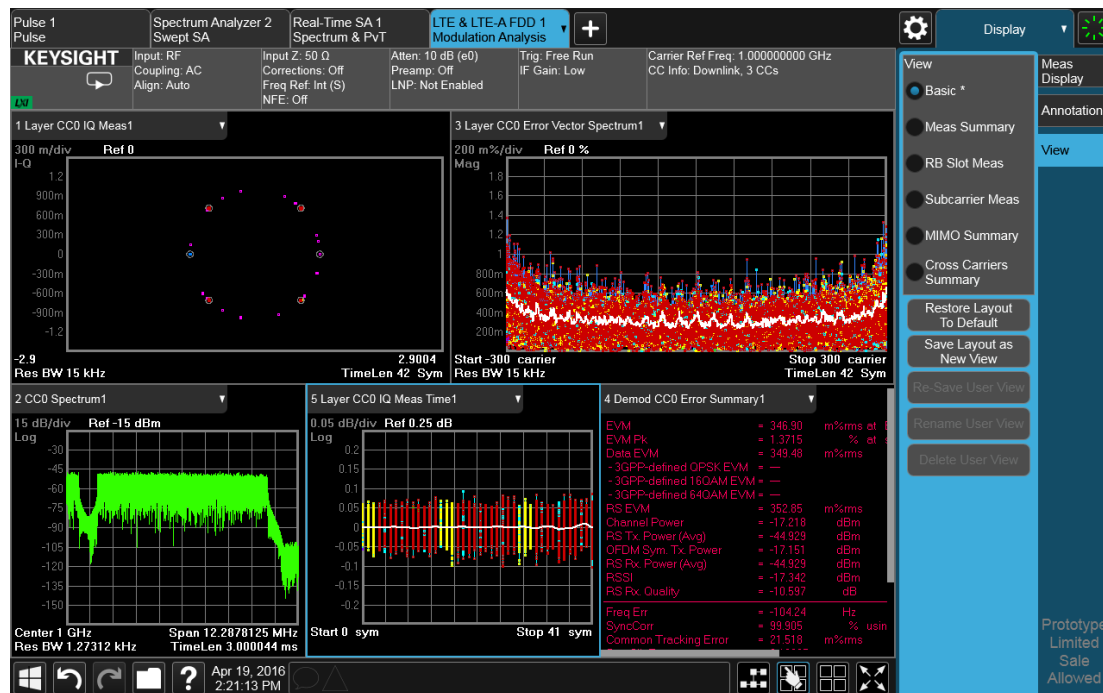 Pulse 1
Pulse
Spectrum Analyzer 2
Swept SA
Real-Time SA 1
Spectrum & PvT
LTE & LTE-A FDD 1
Modulation Analysis
Display
KEYSIGHT
LXI
Input: RF
Coupling: AC
Align: Auto
Input Z: 50 Ω
Corrections: Off
Freq Ref: Int (S)
NFE: Off
Atten: 10 dB (e0)
Preamp: Off
LNP: Not Enabled
Trig: Free Run
IF Gain: Low
Carrier Ref Freq: 1.000000000 GHz
CC Info: Downlink, 3 CCs
1 Layer CC0 IQ Meas1
300 m/div Ref 0
I-Q
1.2
900m
600m
300m
0
-300m
-600m
-900m
-1.2
-2.9 2.9004
Res BW 15 kHz TimeLen 42 Sym
3 Layer CC0 Error Vector Spectrum1
200 m%/div Ref 0 %
Mag
1.8
1.6
1.4
1.2
1
800m
600m
400m
200m
Start -300 carrier Stop 300 carrier
Res BW 15 kHz TimeLen 42 Sym
2 CC0 Spectrum1
15 dB/div Ref -15 dBm
Log
-30
-45
-60
-75
-90
-105
-120
-135
-150
Center 1 GHz Span 12.2878125 MHz
Res BW 1.27312 kHz TimeLen 3.000044 ms
5 Layer CC0 IQ Meas Time1
0.05 dB/div Ref 0.25 dB
Log
0.2
0.15
0.1
0.05
0
-0.05
-0.1
-0.15
-0.2
Start 0 sym Stop 41 sym
4 Demod CC0 Error Summary1
EVM = 346.90 m%rms at
EVM Pk = 1.3715 % at
Data EVM = 349.48 m%rms
- 3GPP-defined QPSK EVM = ---
- 3GPP-defined 16QAM EVM = ---
- 3GPP-defined 64QAM EVM = ---
RS EVM = 352.85 m%rms
Channel Power = -17.218 dBm
RS Tx. Power (Avg) = -44.929 dBm
OFDM Sym. Tx. Power = -17.151 dBm
RS Rx. Power (Avg) = -44.929 dBm
RSSI = -17.342 dBm
RS Rx. Quality = -10.597 dB
Freq Err = -104.24 Hz
SyncCorr = 99.905 % usin
Common Tracking Error = 21.518 m%rms
View
Basic *
Meas Summary
RB Slot Meas
Subcarrier Meas
MIMO Summary
Cross Carriers
Summary
Restore Layout
To Default
Save Layout as
New View
Re-Save User View
Rename User View
Delete User View
Meas
Display
Annotation
View
Prototype
Limited
Sale
Allowed
?
Apr 19, 2016
2:21:13 PM